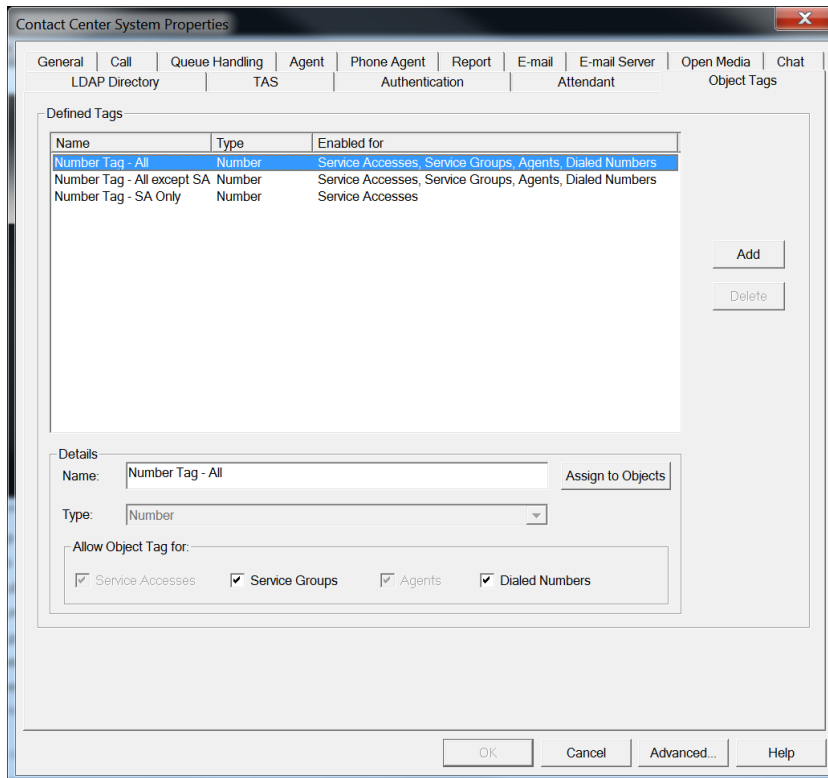 Contact Center System Properties
General Call Queue Handling Agent Phone Agent Report E-mail E-mail Server Open Media Chat
LDAP Directory TAS Authentication Attendant Object Tags
Defined Tags
Name Type Enabled for
Number Tag - All Number Service Accesses, Service Groups, Agents, Dialed Numbers
Number Tag - All except SA Number Service Accesses, Service Groups, Agents, Dialed Numbers
Number Tag - SA Only Number Service Accesses
Add
Delete
Details
Name: Number Tag - All Assign to Objects
Type: Number
Allow Object Tag for:
Service Accesses Service Groups Agents Dialed Numbers
OK Cancel Advanced... Help